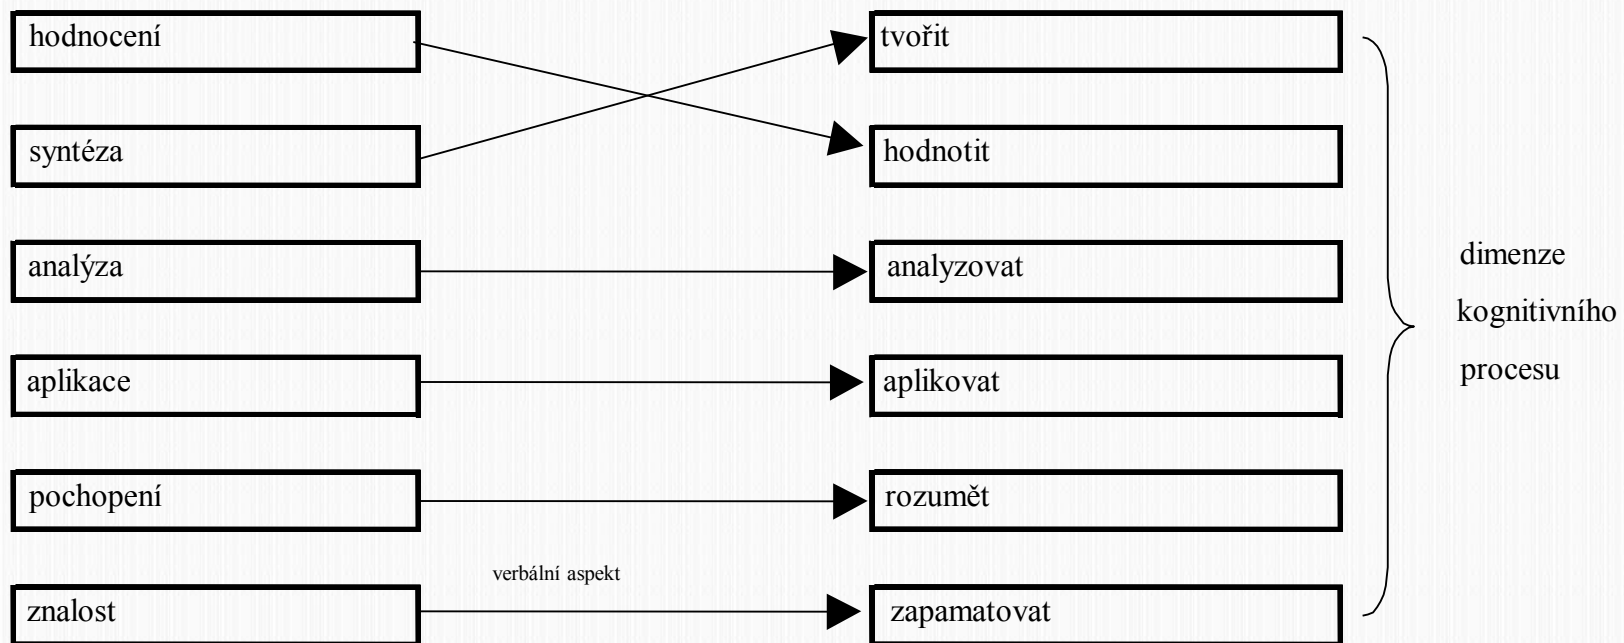 hodnocení
tvořit
syntéza
hodnotit
analýza
analyzovat
aplikace
aplikovat
pochopení
rozumět
znalost
verbální aspekt
zapamatovat
dimenze
kognitivního
procesu